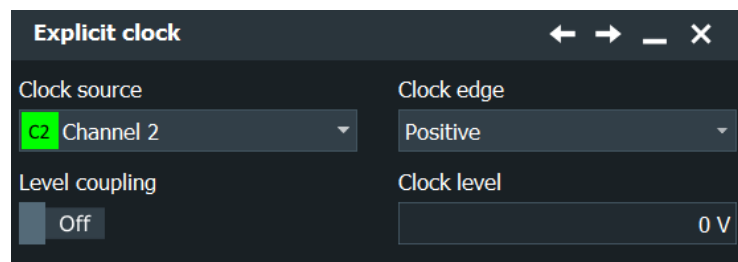 Explicit clock
Clock source
Clock edge
C2 Channel 2
Positive
Level coupling
Clock level
Off
0 V